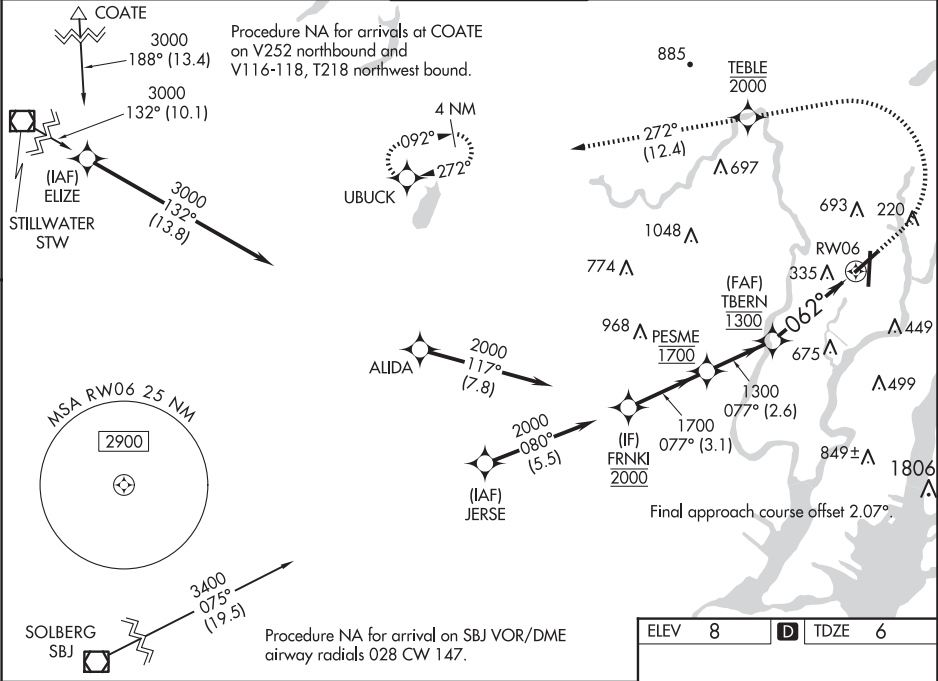 COATE
3000
188° (13.4)
Procedure NA for arrivals at COATE
on V252 northbound and
V116-118, T218 northwest bound.
885
TEBLE
2000
3000
132° (10.1)
4 NM
092°
272°
UBUCK
272°
(12.4)
697
(IAF)
ELIZE
STILLWATER
STW
3000
132°
(13.8)
693
220
1048
RW06
774
335
(FAF)
TBERN
1300
062°
968
PESME
1700
449
675
ALIDA
2000
117°
(7.8)
499
1300
077° (2.6)
MSA RW06 25 NM
2900
2000
080°
(5.5)
(IF)
FRNKI
2000
1700
077° (3.1)
849±
1806
(IAF)
JERSE
Final approach course offset 2.07°.
3400
075°
(19.5)
SOLBERG
SBJ
Procedure NA for arrival on SBJ VOR/DME
airway radials 028 CW 147.
ELEV 8 D TDZE 6